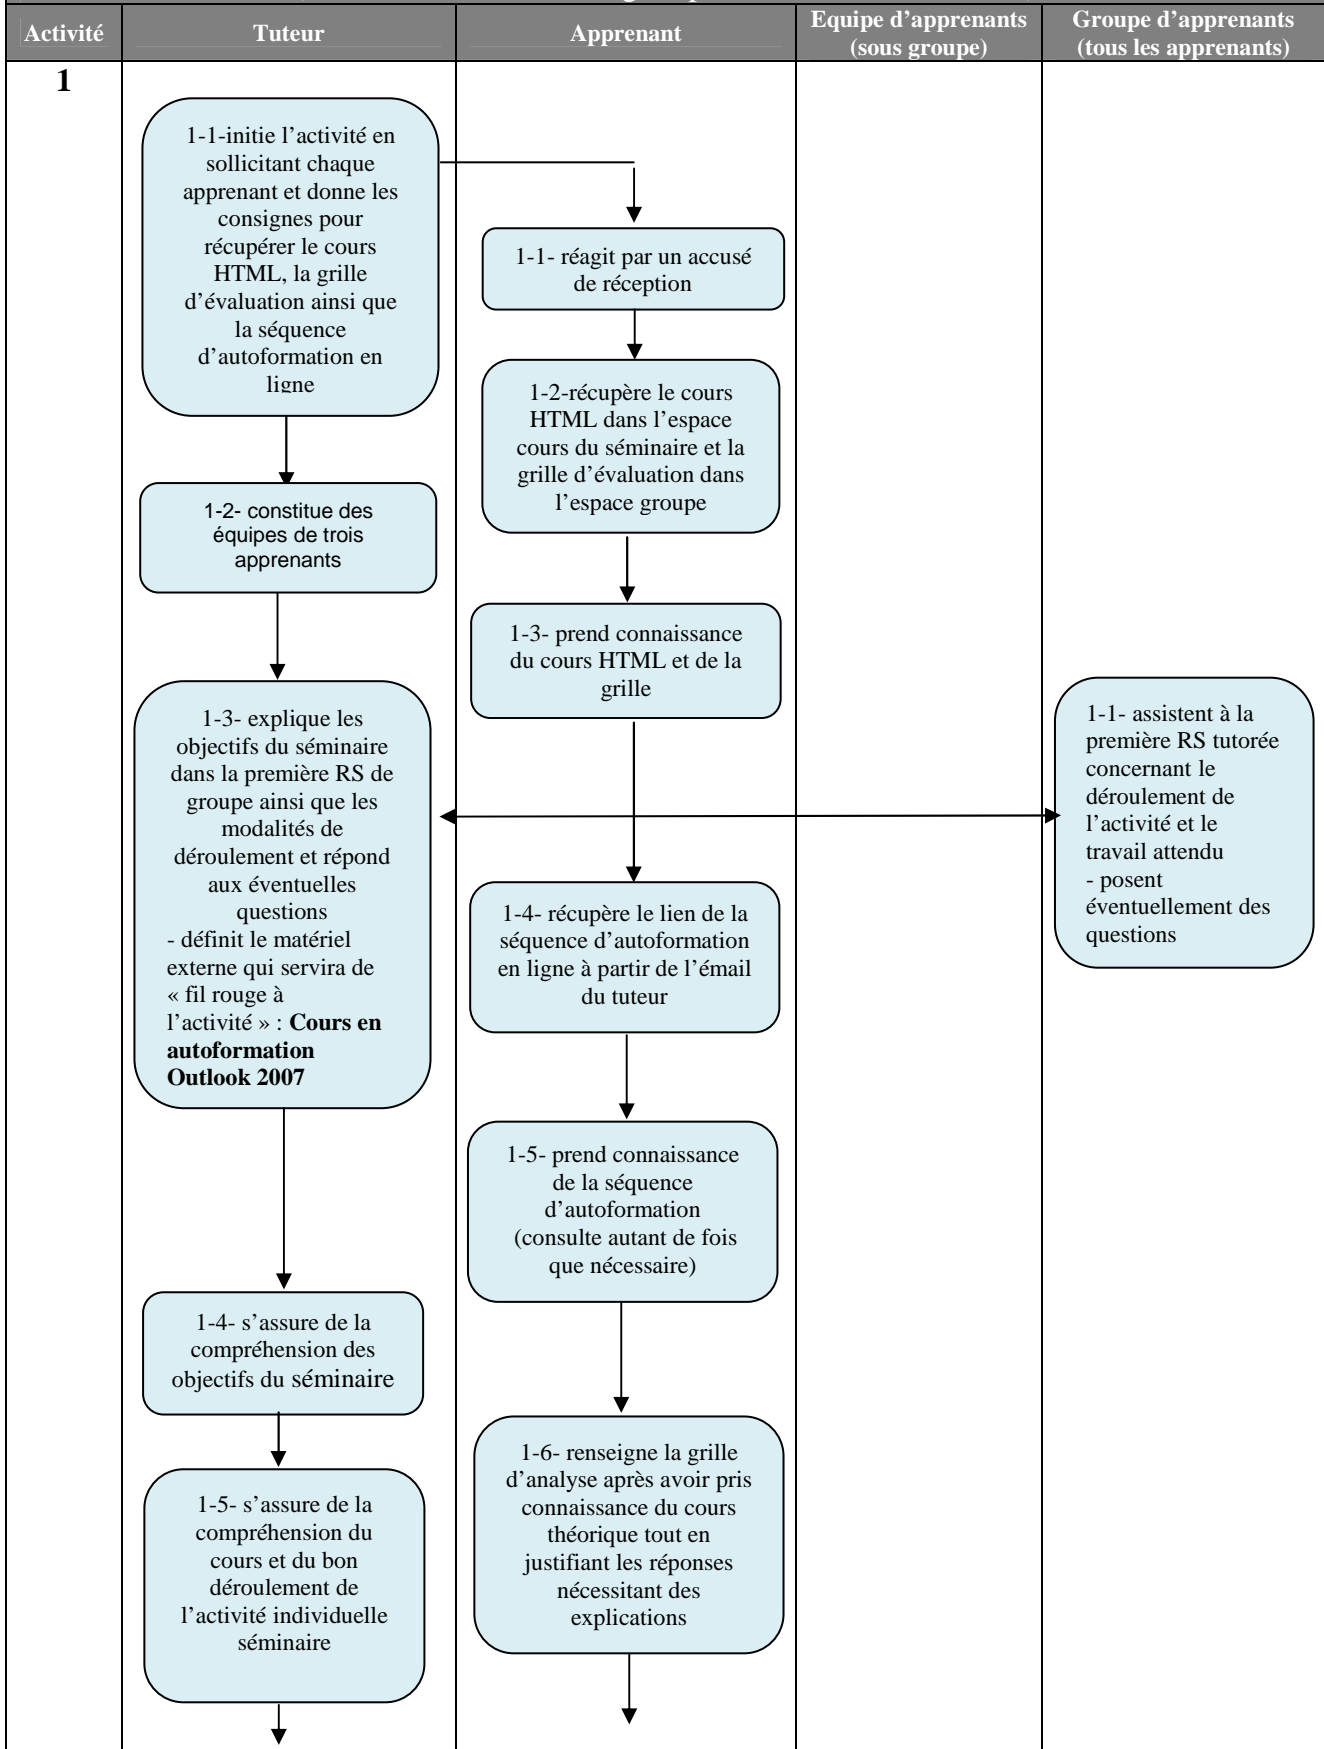 Activité
Tuteur
Apprenant
Equipe d'apprenants
(sous groupe)
Groupe d'apprenants
(tous les apprenants)
1
1-1-initie l'activité en
sollicitant chaque
apprenant et donne les
consignes pour
récupérer le cours
HTML, la grille
d'évaluation ainsi que
la séquence
d'autoformation en
ligne
1-2- constitue des
équipes de trois
apprenants
1-3- explique les
objectifs du séminaire
dans la première RS de
groupe ainsi que les
modalités de
déroulement et répond
aux éventuelles
questions
- définit le matériel
externe qui servira de
« fil rouge à
l'activité » : Cours en
autoformation
Outlook 2007
1-4- s'assure de la
compréhension des
objectifs du séminaire
1-5- s'assure de la
compréhension du
cours et du bon
déroulement de
l'activité individuelle
séminaire
1-1- réagit par un accusé
de réception
1-2-récupère le cours
HTML dans l'espace
cours du séminaire et la
grille d'évaluation dans
l'espace groupe
1-3- prend connaissance
du cours HTML et de la
grille
1-4- récupère le lien de la
séquence d'autoformation
en ligne à partir de l'émail
du tuteur
1-5- prend connaissance
de la séquence
d'autoformation
(consulte autant de fois
que nécessaire)
1-6- renseigne la grille
d'analyse après avoir pris
connaissance du cours
théorique tout en
justifiant les réponses
nécessitant des
explications
1-1- assistent à la
première RS tutorée
concernant le
déroulement de
l'activité et le
travail attendu
- posent
éventuellement des
questions